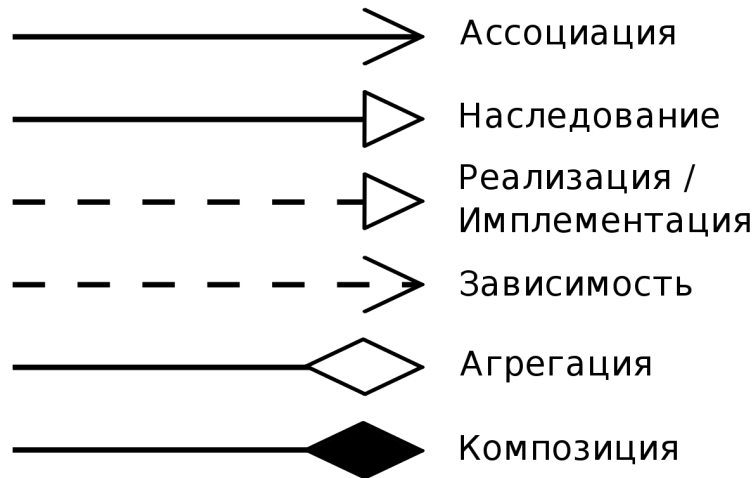 Ассоциация
Наследование
Реализация /
Имплементация
Зависимость
Агрегация
Композиция